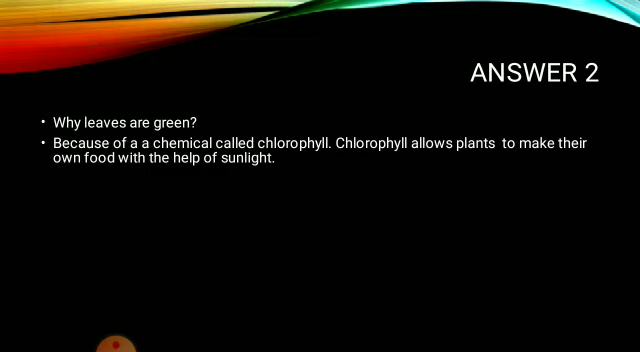 ANSWER 2
• Why leaves are green?
• Because of a a chemical called chlorophyll. Chlorophyll allows plants to make their
own food with the help of sunlight.